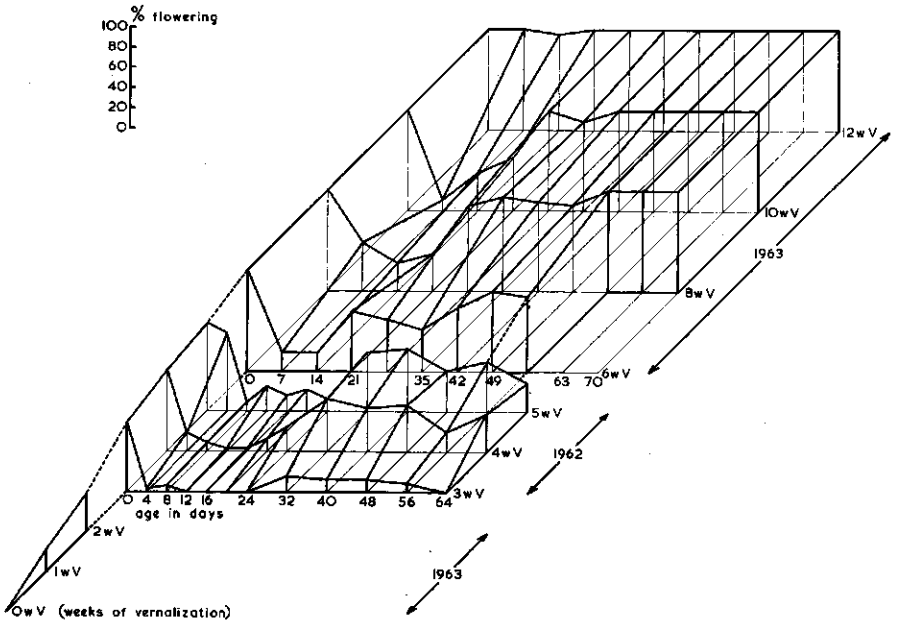 % flowering
100
80
60
40
20
0
12wV
10wV
1963
8wV
0 7 14 21 35 42 49 63 70 6wV
5wV
4wV
1962
3wV
0 4 8 12 16 24 32 40 48 56 64
age in days
2wV
1wV
1963
0wV (weeks of vernalization)